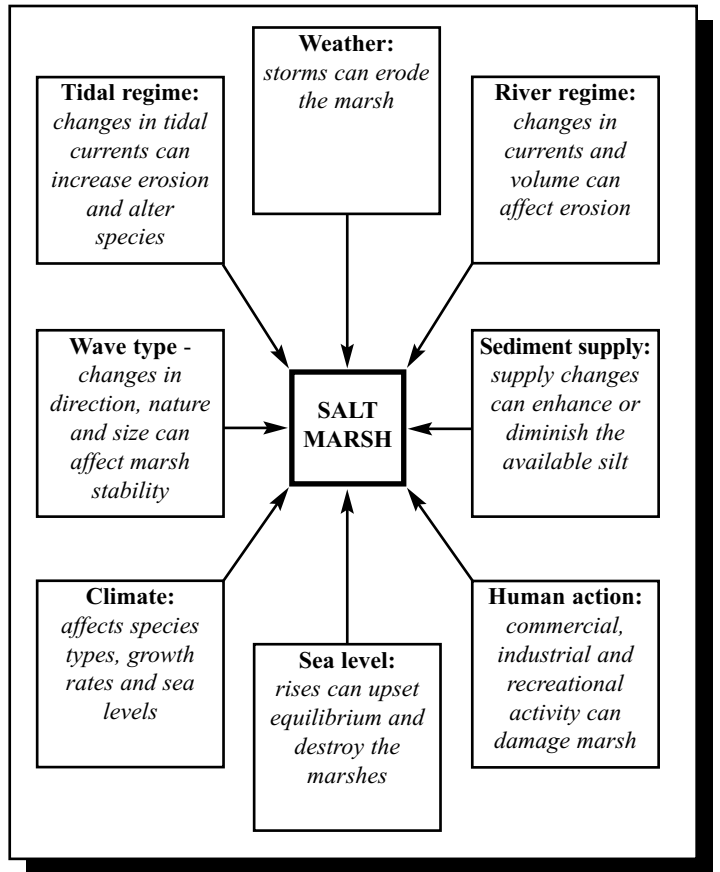 Weather:
storms can erode
the marsh
Tidal regime:
changes in tidal
currents can
increase erosion
and alter
species
River regime:
changes in
currents and
volume can
affect erosion
Wave type -
changes in
direction, nature
and size can
affect marsh
stability
SALT
MARSH
Sediment supply:
supply changes
can enhance or
diminish the
available silt
Climate:
affects species
types, growth
rates and sea
levels
Sea level:
rises can upset
equilibrium and
destroy the
marshes
Human action:
commercial,
industrial and
recreational
activity can
damage marsh